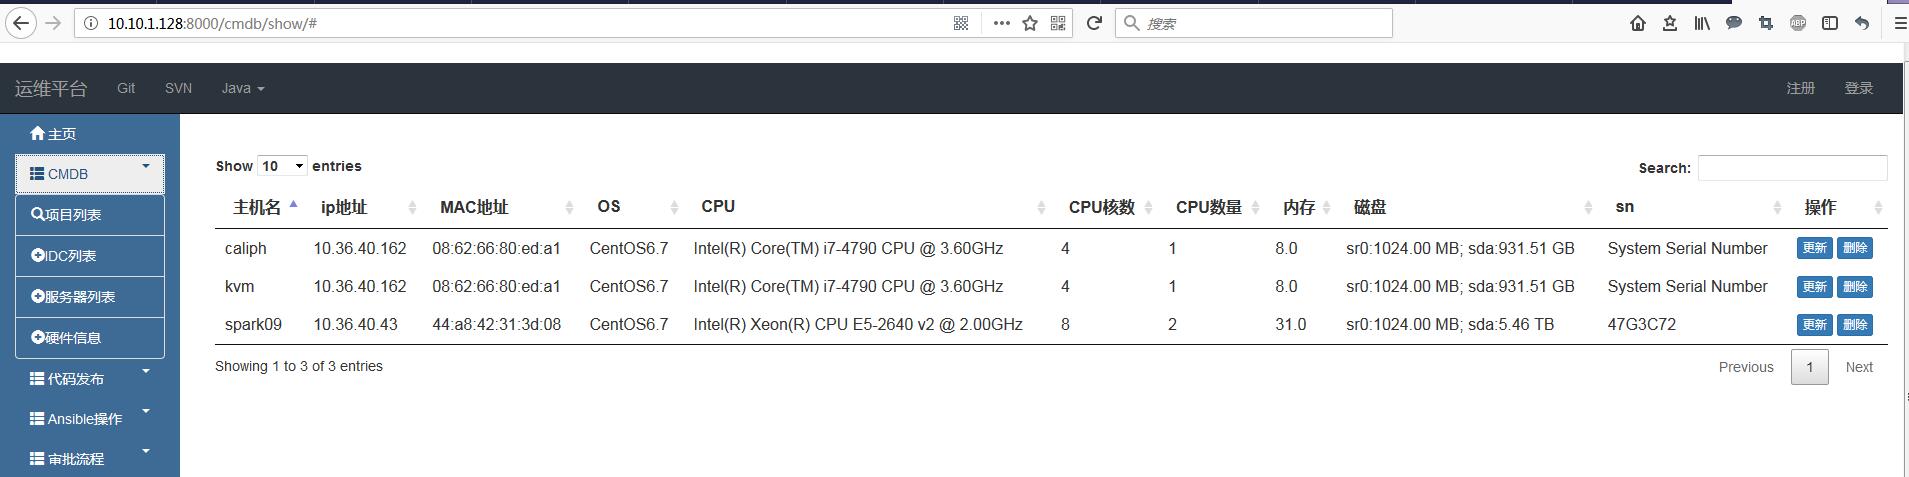 10.10.1.128:8000/cmdb/show/#
搜索
ABP
运维平台 Git SVN Java 注册 登录
主页
CMDB
项目列表
IDC列表
服务器列表
硬件信息
代码发布
Ansible操作
审批流程
Show 10 entries Search:
主机名 ip地址 MAC地址 OS CPU CPU核数 CPU数量 内存 磁盘 sn 操作
caliph 10.36.40.162 08:62:66:80:ed:a1 CentOS6.7 Intel(R) Core(TM) i7-4790 CPU @ 3.60GHz 4 1 8.0 sr0:1024.00 MB; sda:931.51 GB System Serial Number 更新 删除
kvm 10.36.40.162 08:62:66:80:ed:a1 CentOS6.7 Intel(R) Core(TM) i7-4790 CPU @ 3.60GHz 4 1 8.0 sr0:1024.00 MB; sda:931.51 GB System Serial Number 更新 删除
spark09 10.36.40.43 44:a8:42:31:3d:08 CentOS6.7 Intel(R) Xeon(R) CPU E5-2640 v2 @ 2.00GHz 8 2 31.0 sr0:1024.00 MB; sda:5.46 TB 47G3C72 更新 删除
Showing 1 to 3 of 3 entries Previous 1 Next